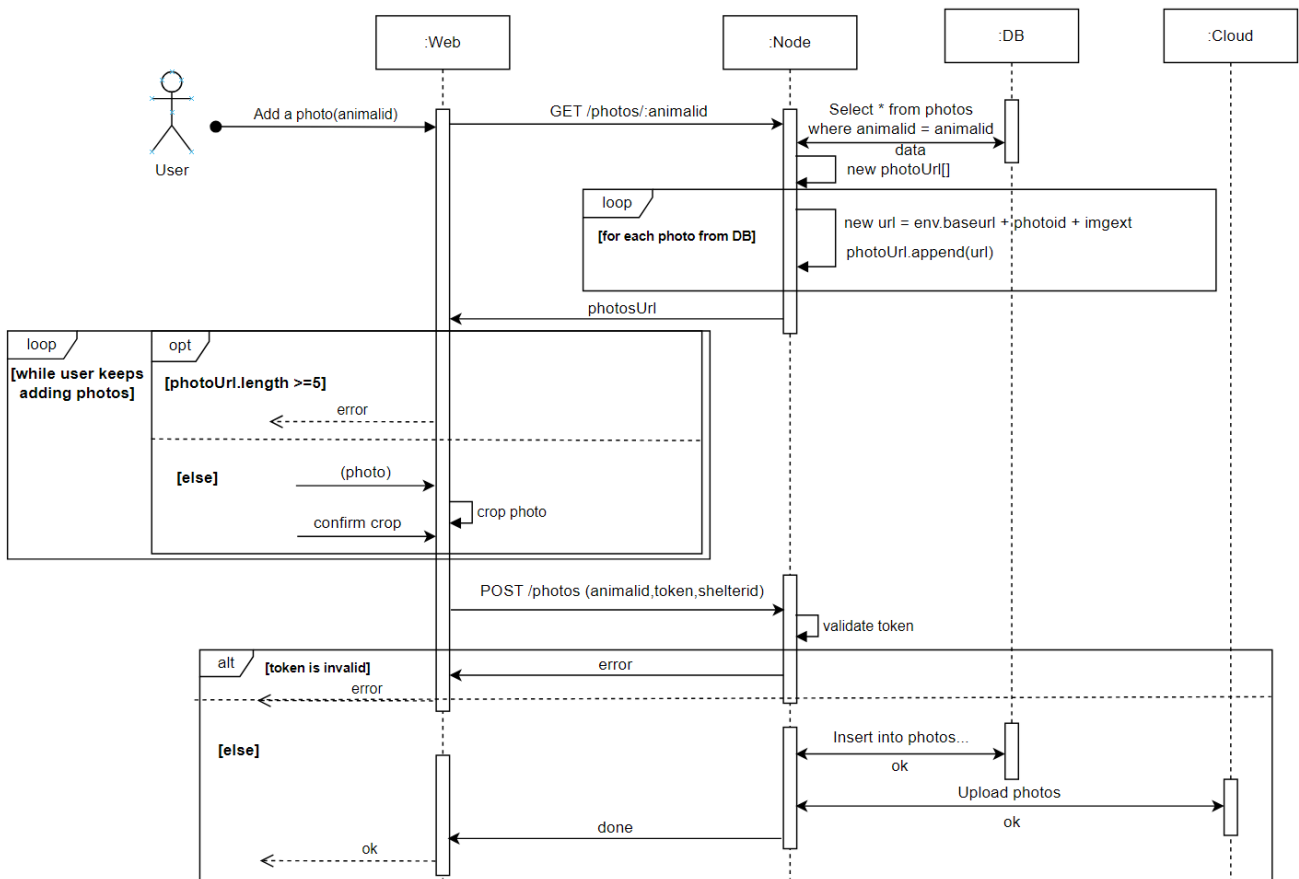 :Web
:Node
:DB
:Cloud
User
Add a photo(animalid)
GET /photos/:animalid
Select * from photos
where animalid = animalid
data
new photoUrl[]
loop
[for each photo from DB]
new url = env.baseurl + photoid + imgext
photoUrl.append(url)
photosUrl
loop
[while user keeps
adding photos]
opt
[photoUrl.length >=5]
error
[else]
(photo)
crop photo
confirm crop
POST /photos (animalid,token,shelterid)
validate token
alt
[token is invalid]
error
error
[else]
Insert into photos...
ok
Upload photos
ok
done
ok